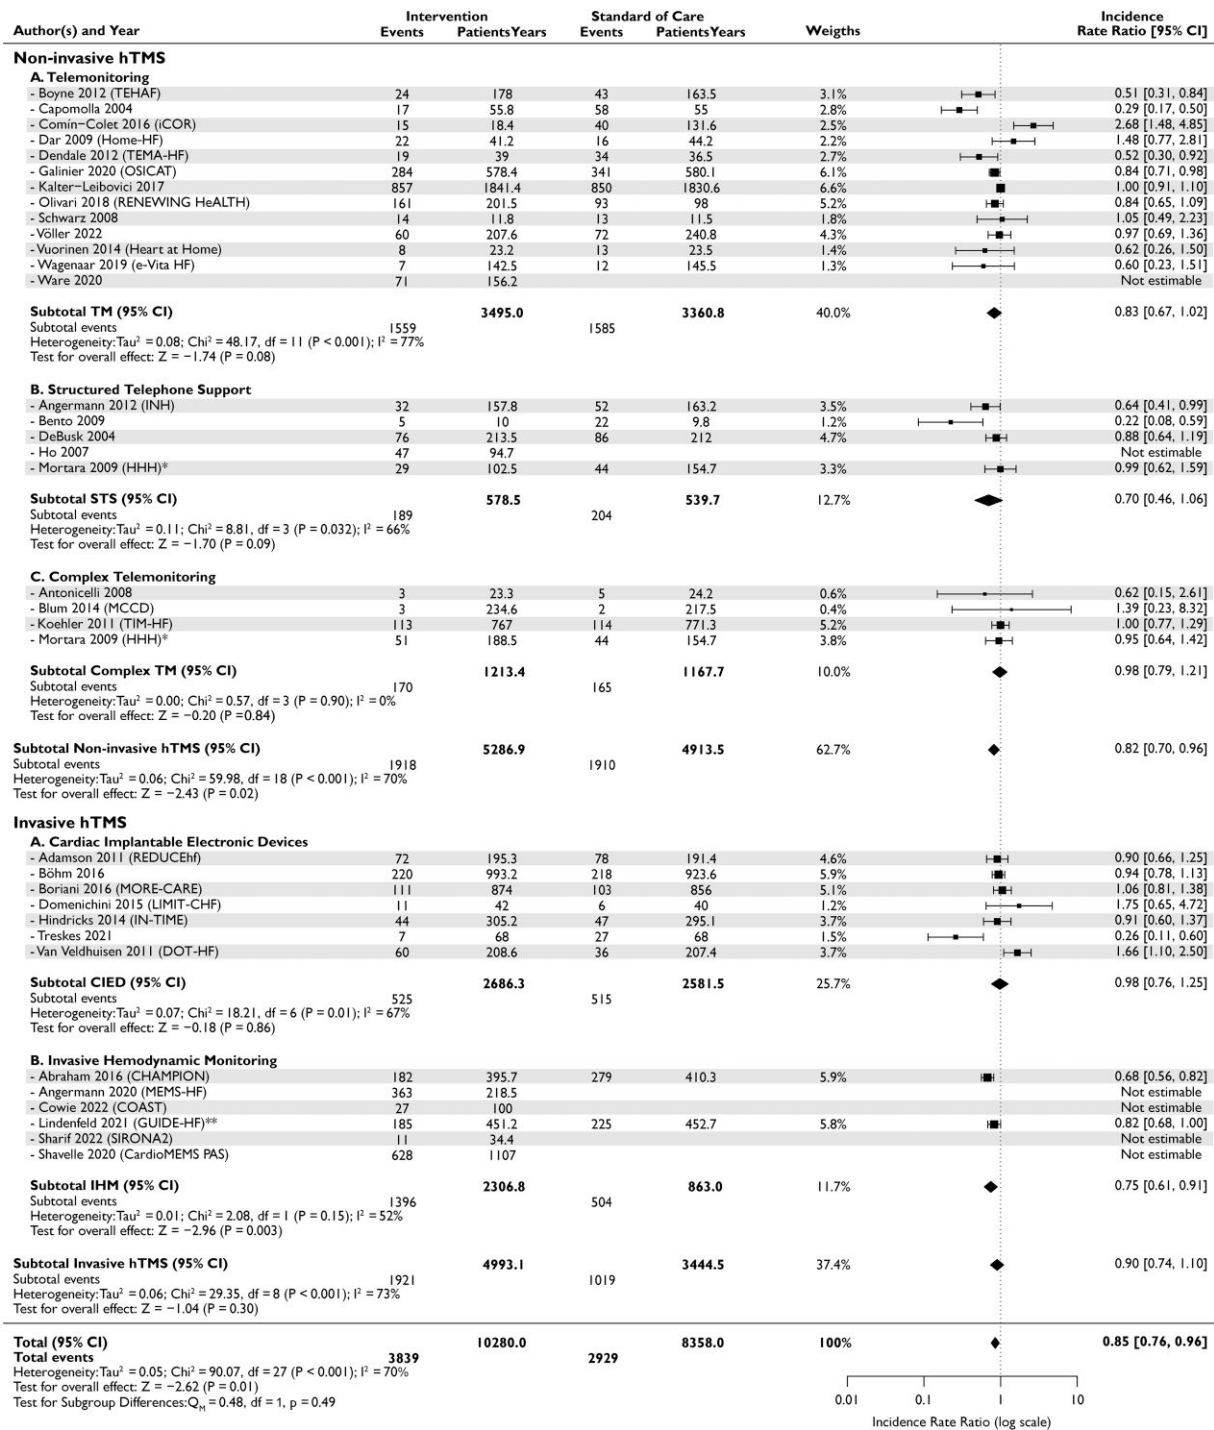 Intervention Standard of Care Incidence
Author(s) and Year Events PatientsYears Events PatientsYears Weigths Rate Ratio [95% CI]
Non-invasive hTMS
A. Telemonitoring
- Boyne 2012 (TEHAF) 24 178 43 163.5 3.1% 0.51 [0.31, 0.84]
- Capomolla 2004 17 55.8 58 55 2.8% 0.29 [0.17, 0.50]
- Comín−Colet 2016 (iCOR) 15 18.4 40 131.6 2.5% 2.68 [1.48, 4.85]
- Dar 2009 (Home-HF) 22 41.2 16 44.2 2.2% 1.48 [0.77, 2.81]
- Dendale 2012 (TEMA-HF) 19 39 34 36.5 2.7% 0.52 [0.30, 0.92]
- Galinier 2020 (OSICAT) 284 578.4 341 580.1 6.1% 0.84 [0.71, 0.98]
- Kalter−Leibovici 2017 857 1841.4 850 1830.6 6.6% 1.00 [0.91, 1.10]
- Olivari 2018 (RENEWING HeALTH) 161 201.5 93 98 5.2% 0.84 [0.65, 1.09]
- Schwarz 2008 14 11.8 13 11.5 1.8% 1.05 [0.49, 2.23]
- Völler 2022 60 207.6 72 240.8 4.3% 0.97 [0.69, 1.36]
- Vuorinen 2014 (Heart at Home) 8 23.2 13 23.5 1.4% 0.62 [0.26, 1.50]
- Wagenaar 2019 (e-Vita HF) 7 142.5 12 145.5 1.3% 0.60 [0.23, 1.51]
- Ware 2020 71 156.2 Not estimable
Subtotal TM (95% CI) 3495.0 3360.8 40.0% 0.83 [0.67, 1.02]
Subtotal events 1559 1585
Heterogeneity:Tau² = 0.08; Chi² = 48.17, df = 11 (P < 0.001); I² = 77%
Test for overall effect: Z = −1.74 (P = 0.08)
B. Structured Telephone Support
- Angermann 2012 (INH) 32 157.8 52 163.2 3.5% 0.64 [0.41, 0.99]
- Bento 2009 5 10 22 9.8 1.2% 0.22 [0.08, 0.59]
- DeBusk 2004 76 213.5 86 212 4.7% 0.88 [0.64, 1.19]
- Ho 2007 47 94.7 Not estimable
- Mortara 2009 (HHH)* 29 102.5 44 154.7 3.3% 0.99 [0.62, 1.59]
Subtotal STS (95% CI) 578.5 539.7 12.7% 0.70 [0.46, 1.06]
Subtotal events 189 204
Heterogeneity:Tau² = 0.11; Chi² = 8.81, df = 3 (P = 0.032); I² = 66%
Test for overall effect: Z = −1.70 (P = 0.09)
C. Complex Telemonitoring
- Antonicelli 2008 3 23.3 5 24.2 0.6% 0.62 [0.15, 2.61]
- Blum 2014 (MCCD) 3 234.6 2 217.5 0.4% 1.39 [0.23, 8.32]
- Koehler 2011 (TIM-HF) 113 767 114 771.3 5.2% 1.00 [0.77, 1.29]
- Mortara 2009 (HHH)* 51 188.5 44 154.7 3.8% 0.95 [0.64, 1.42]
Subtotal Complex TM (95% CI) 1213.4 1167.7 10.0% 0.98 [0.79, 1.21]
Subtotal events 170 165
Heterogeneity:Tau² = 0.00; Chi² = 0.57, df = 3 (P = 0.90); I² = 0%
Test for overall effect: Z = −0.20 (P =0.84)
Subtotal Non-invasive hTMS (95% CI) 5286.9 4913.5 62.7% 0.82 [0.70, 0.96]
Subtotal events 1918 1910
Heterogeneity:Tau² = 0.06; Chi² = 59.98, df = 18 (P < 0.001); I² = 70%
Test for overall effect: Z = −2.43 (P = 0.02)
Invasive hTMS
A. Cardiac Implantable Electronic Devices
- Adamson 2011 (REDUCEhf) 72 195.3 78 191.4 4.6% 0.90 [0.66, 1.25]
- Böhm 2016 220 993.2 218 923.6 5.9% 0.94 [0.78, 1.13]
- Boriani 2016 (MORE-CARE) 111 874 103 856 5.1% 1.06 [0.81, 1.38]
- Domenichini 2015 (LIMIT-CHF) 11 42 6 40 1.2% 1.75 [0.65, 4.72]
- Hindricks 2014 (IN-TIME) 44 305.2 47 295.1 3.7% 0.91 [0.60, 1.37]
- Treskes 2021 7 68 27 68 1.5% 0.26 [0.11, 0.60]
- Van Veldhuisen 2011 (DOT-HF) 60 208.6 36 207.4 3.7% 1.66 [1.10, 2.50]
Subtotal CIED (95% CI) 2686.3 2581.5 25.7% 0.98 [0.76, 1.25]
Subtotal events 525 515
Heterogeneity:Tau² = 0.07; Chi² = 18.21, df = 6 (P = 0.01); I² = 67%
Test for overall effect: Z = −0.18 (P = 0.86)
B. Invasive Hemodynamic Monitoring
- Abraham 2016 (CHAMPION) 182 395.7 279 410.3 5.9% 0.68 [0.56, 0.82]
- Angermann 2020 (MEMS-HF) 363 218.5 Not estimable
- Cowie 2022 (COAST) 27 100 Not estimable
- Lindenfeld 2021 (GUIDE-HF)** 185 451.2 225 452.7 5.8% 0.82 [0.68, 1.00]
- Sharif 2022 (SIRONA2) 11 34.4 Not estimable
- Shavelle 2020 (CardioMEMS PAS) 628 1107 Not estimable
Subtotal IHM (95% CI) 2306.8 863.0 11.7% 0.75 [0.61, 0.91]
Subtotal events 1396 504
Heterogeneity:Tau² = 0.01; Chi² = 2.08, df = 1 (P = 0.15); I² = 52%
Test for overall effect: Z = −2.96 (P = 0.003)
Subtotal Invasive hTMS (95% CI) 4993.1 3444.5 37.4% 0.90 [0.74, 1.10]
Subtotal events 1921 1019
Heterogeneity:Tau² = 0.06; Chi² = 29.35, df = 8 (P < 0.001); I² = 73%
Test for overall effect: Z = −1.04 (P = 0.30)
Total (95% CI) 10280.0 8358.0 100% 0.85 [0.76, 0.96]
Total events 3839 2929
Heterogeneity:Tau² = 0.05; Chi² = 90.07, df = 27 (P < 0.001); I² = 70%
Test for overall effect: Z = −2.62 (P = 0.01)
Test for Subgroup Differences:Q_M = 0.48, df = 1, p = 0.49
0.01 0.1 1 10
Incidence Rate Ratio (log scale)